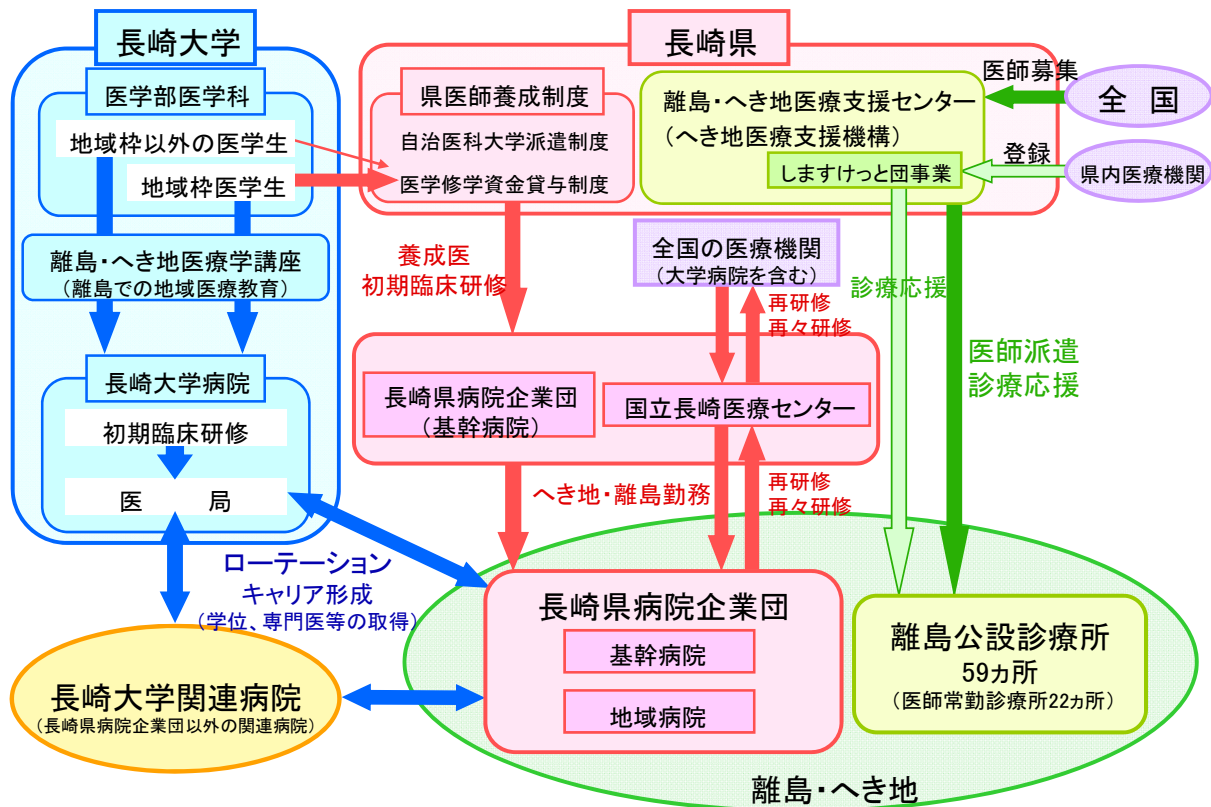 長崎大学
医学部医学科
地域枠以外の医学生
地域枠医学生
離島・へき地医療学講座
(離島での地域医療教育)
長崎大学病院
初期臨床研修
医 局
長崎県
県医師養成制度
自治医科大学派遣制度
医学修学資金貸与制度
離島・へき地医療支援センター
(へき地医療支援機構)
しますけっと団事業
医師募集
全 国
登録
県内医療機関
養成医
初期臨床研修
全国の医療機関
(大学病院を含む)
再研修
再々研修
診療応援
医師派遣
診療応援
長崎県病院企業団
(基幹病院)
国立長崎医療センター
へき地・離島勤務
再研修
再々研修
ローテーション
キャリア形成
(学位、専門医等の取得)
長崎大学関連病院
(長崎県病院企業団以外の関連病院)
長崎県病院企業団
基幹病院
地域病院
離島公設診療所
59ヵ所
(医師常勤診療所22ヵ所)
離島・へき地